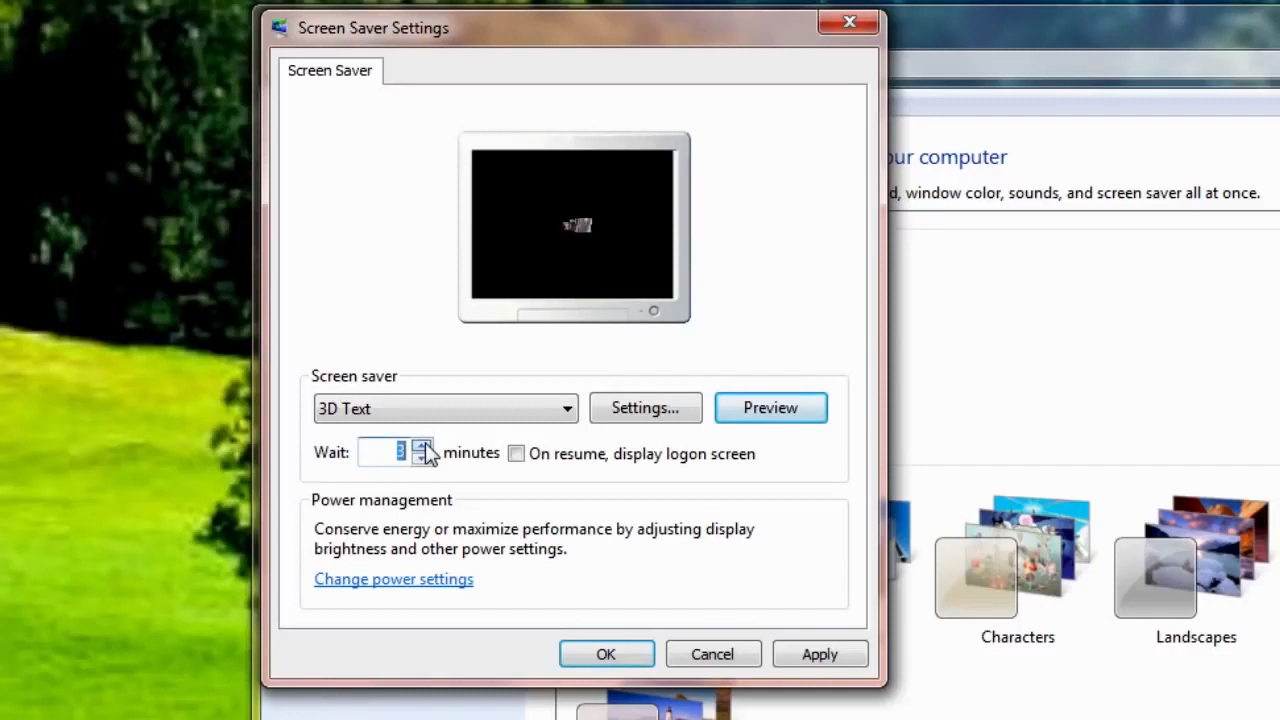 Screen Saver Settings
Screen Saver
our computer
d, window color, sounds, and screen saver all at once.
Screen saver
3D Text
Settings...
Preview
Wait: 3 minutes
On resume, display logon screen
Power management
Conserve energy or maximize performance by adjusting display
brightness and other power settings.
Change power settings
Characters
Landscapes
OK
Cancel
Apply